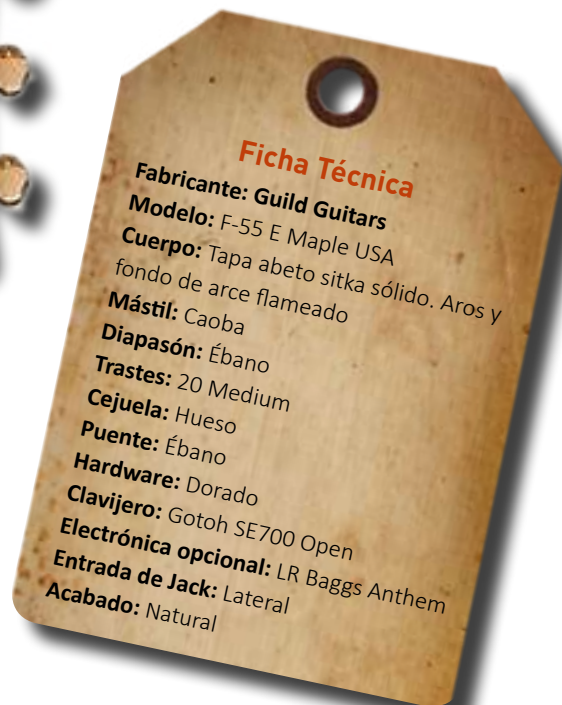 Ficha Técnica
Fabricante: Guild Guitars
Modelo: F-55 E Maple USA
Cuerpo: Tapa abeto sitka sólido. Aros y
fondo de arce flameado
Mástil: Caoba
Diapasón: Ébano
Trastes: 20 Medium
Cejuela: Hueso
Puente: Ébano
Hardware: Dorado
Clavijero: Gotoh SE700 Open
Electrónica opcional: LR Baggs Anthem
Entrada de Jack: Lateral
Acabado: Natural